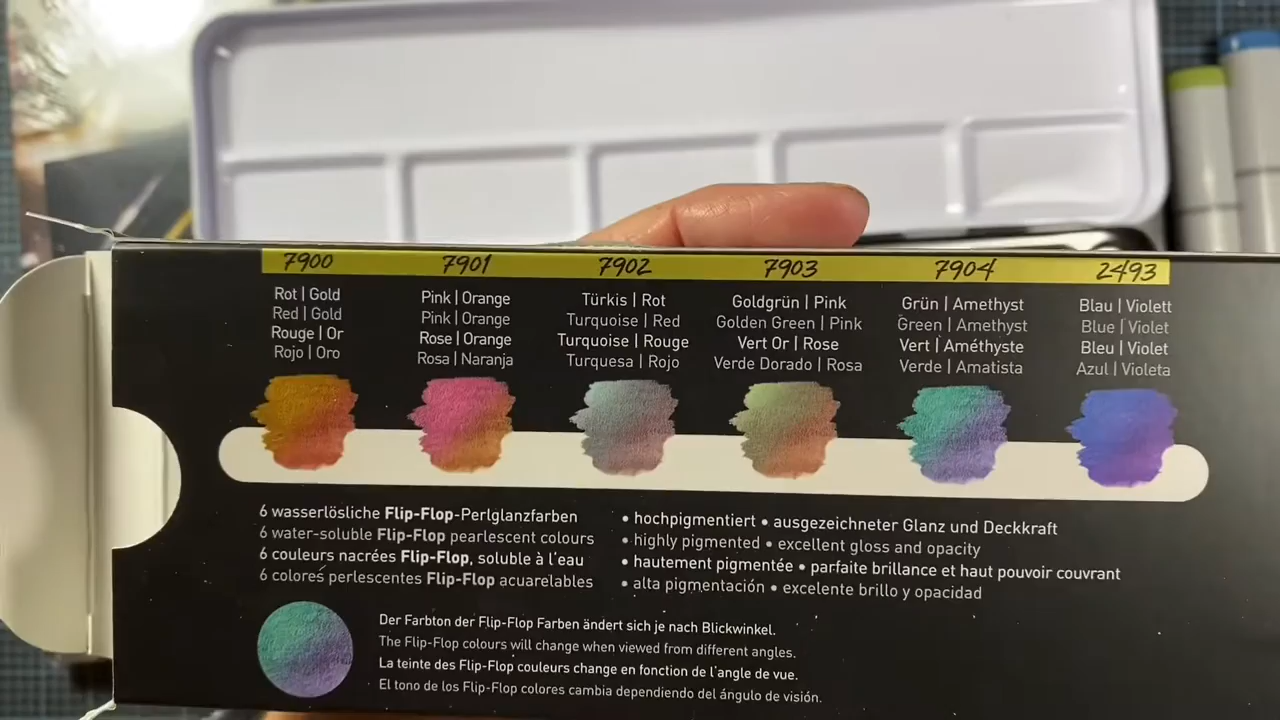 7900 7901 7902 7903 7904 2493
Rot | Gold
Red | Gold
Rouge | Or
Rojo | Oro
Pink | Orange
Pink | Orange
Rose | Orange
Rosa | Naranja
Türkis | Rot
Turquoise | Red
Turquoise | Rouge
Turquesa | Rojo
Goldgrün | Pink
Golden Green | Pink
Vert Or | Rose
Verde Dorado | Rosa
Grün | Amethyst
Green | Amethyst
Vert | Améthyste
Verde | Amatista
Blau | Violett
Blue | Violet
Bleu | Violet
Azul | Violeta
6 wasserlösliche Flip-Flop-Perlglanzfarben
6 water-soluble Flip-Flop pearlescent colours
6 couleurs nacrées Flip-Flop, soluble à l'eau
6 colores perlescentes Flip-Flop acuarelables
• hochpigmentiert • ausgezeichneter Glanz und Deckkraft
• highly pigmented • excellent gloss and opacity
• hautement pigmentée • parfaite brillance et haut pouvoir couvrant
• alta pigmentación • excelente brillo y opacidad
Der Farbton der Flip-Flop Farben ändert sich je nach Blickwinkel.
The Flip-Flop colours will change when viewed from different angles.
La teinte des Flip-Flop couleurs change en fonction de l'angle de vue.
El tono de los Flip-Flop colores cambia dependiendo del ángulo de visión.